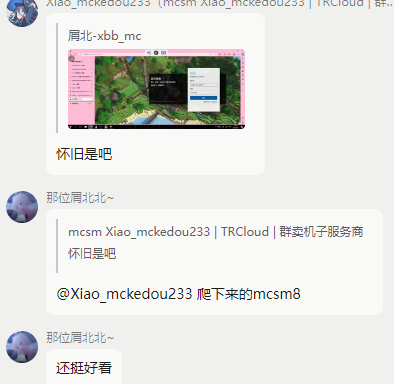 Xiao_mckedou233（mcsm Xiao_mckedou233 | TRCloud | 群...
屑北-xbb_mc
怀旧是吧
那位屑北北~
mcsm Xiao_mckedou233 | TRCloud | 群卖机子服务商
怀旧是吧
@Xiao_mckedou233 爬下来的mcsm8
那位屑北北~
还挺好看